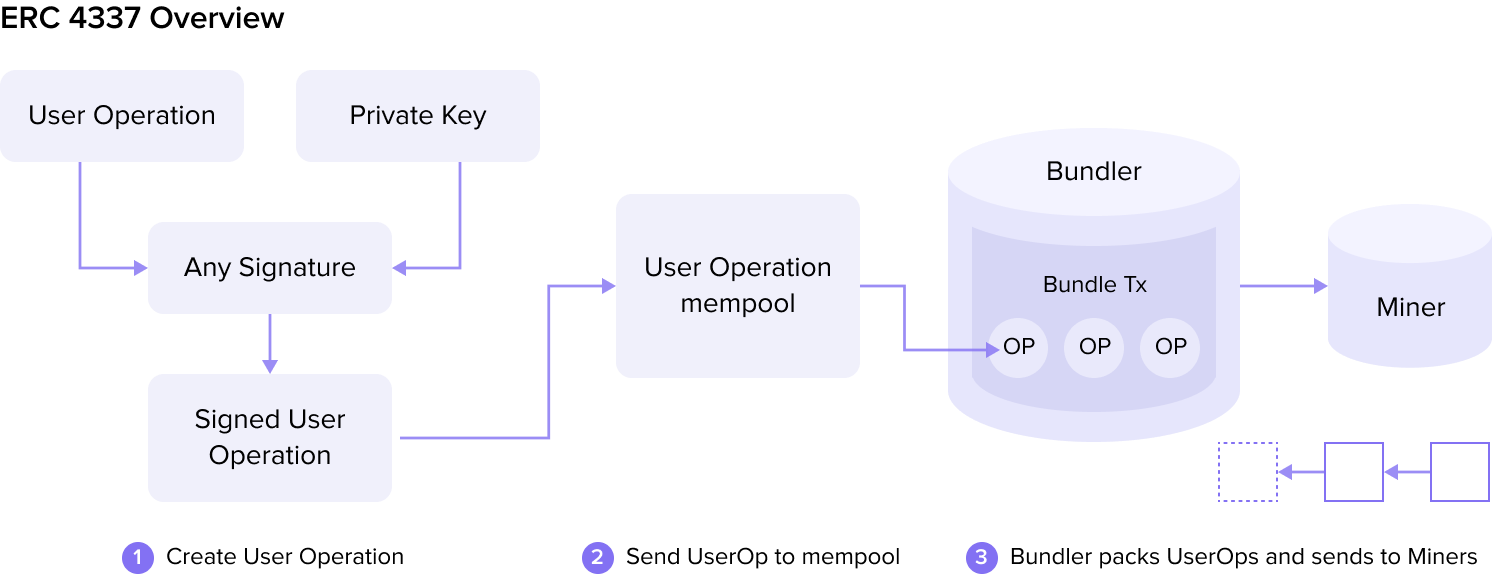 ERC 4337 Overview
User Operation
Private Key
Any Signature
Signed User
Operation
User Operation
mempool
Bundler
Bundle Tx
OP
OP
OP
Miner
1 Create User Operation
2 Send UserOp to mempool
3 Bundler packs UserOps and sends to Miners